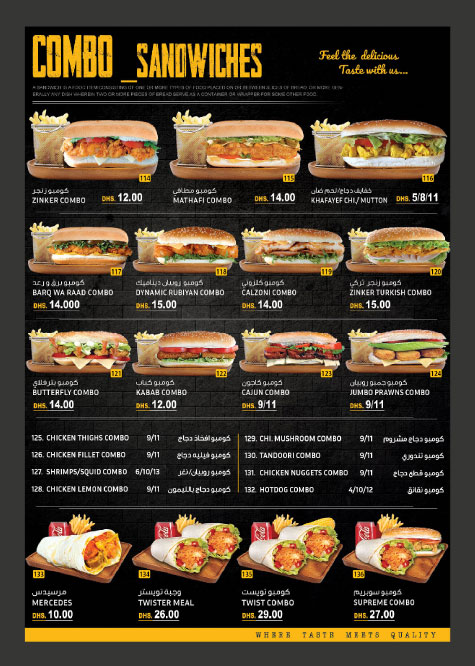 COMBO _SANDWICHES
Feel the delicious
Taste with us...
A SANDWICH IS A FOOD ITEM CONSISTING OF ONE OR MORE TYPES OF FOOD PLACED ON OR BETWEEN SLICES OF BREAD, OR MORE GEN-
ERALLY ANY DISH WHEREIN TWO OR MORE PIECES OF BREAD SERVE AS A CONTAINER OR WRAPPER FOR SOME OTHER FOOD.
114
115
116
كومبو زنجر
ZINKER COMBO DHS. 12.00
كومبو مطافي
MATHAFI COMBO DHS. 14.00
خفايف دجاج/لحم ضان
KHAFAYEF CHI./ MUTTON DHS. 5/8/11
117
118
119
120
كومبو برق و رعد
BARQ WA RAAD COMBO
DHS. 14.000
كومبو روبيان ديناميك
DYNAMIC RUBIYAN COMBO
DHS. 15.00
كومبو كلزوني
CALZONI COMBO
DHS. 14.00
كومبو زنجر تركي
ZINKER TURKISH COMBO
DHS. 15.00
121
122
123
124
كومبو بترفلاي
BUTTERFLY COMBO
DHS. 14.00
كومبو كباب
KABAB COMBO
DHS. 9/11
كومبو كاجون
CAJUN COMBO
DHS. 9/11
كومبو جمبو روبيان
JUMBO PRAWNS COMBO
DHS. 9/11
125. CHICKEN THIGHS COMBO 9/11 كومبو افخاذ دجاج
126. CHICKEN FILLET COMBO 9/11 كومبو فيليه دجاج
127. SHRIMPS/SQUID COMBO 6/10/13 كومبو روبيان/نغر
128. CHICKEN LEMON COMBO 9/11 كومبو دجاج بالليمون
129. CHI. MUSHROOM COMBO 9/11 كومبو دجاج مشروم
130. TANDOORI COMBO 9/11 كومبو تندوري
131. CHICKEN NUGGETS COMBO 9/11 كومبو قطع دجاج
132. HOTDOG COMBO 4/10/12 كومبو نقانق
133
134
135
136
مرسيدس
MERCEDES
DHS. 10.00
وجبة تويستر
TWISTER MEAL
DHS. 26.00
كومبو تويست
TWIST COMBO
DHS. 29.00
كومبو سوبريم
SUPREME COMBO
DHS. 27.00
WHERE TASTE MEETS QUALITY